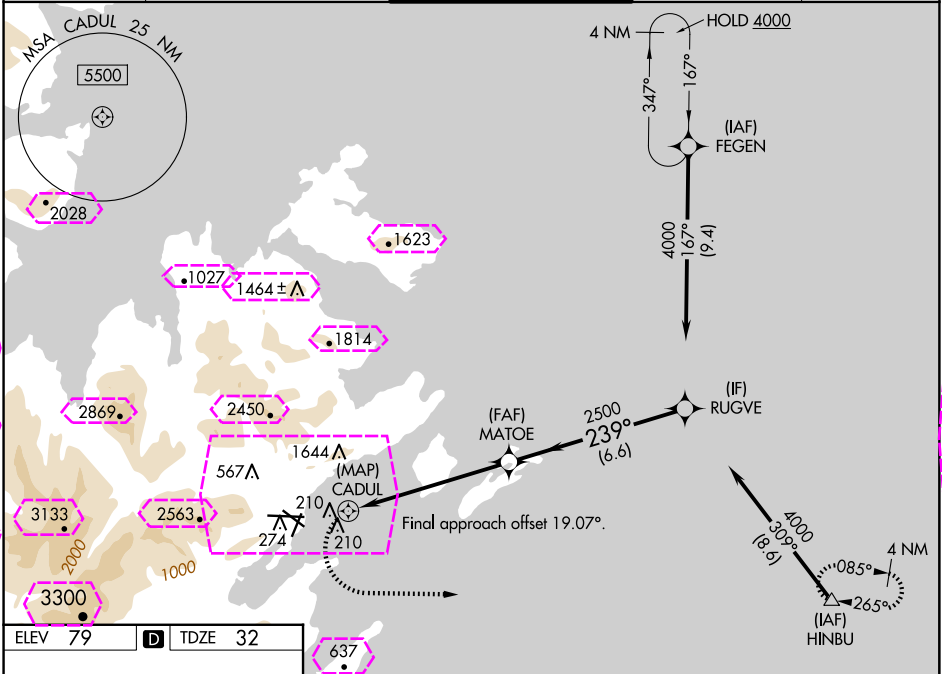 MSA CADUL 25 NM
5500
4 NM
HOLD 4000
347°
167°
(IAF)
FEGEN
4000
167°
(9.4)
2028
1623
1027
1464 ±
1814
2869
2450
(IF)
RUGVE
(FAF)
MATOE
2500
239°
(6.6)
1644
567
(MAP)
CADUL
3133
2563
210
274
210
Final approach offset 19.07°.
4000
309°
(8.6)
4 NM
085°
265°
2000
1000
3300
(IAF)
HINBU
ELEV 79
D
TDZE 32
637